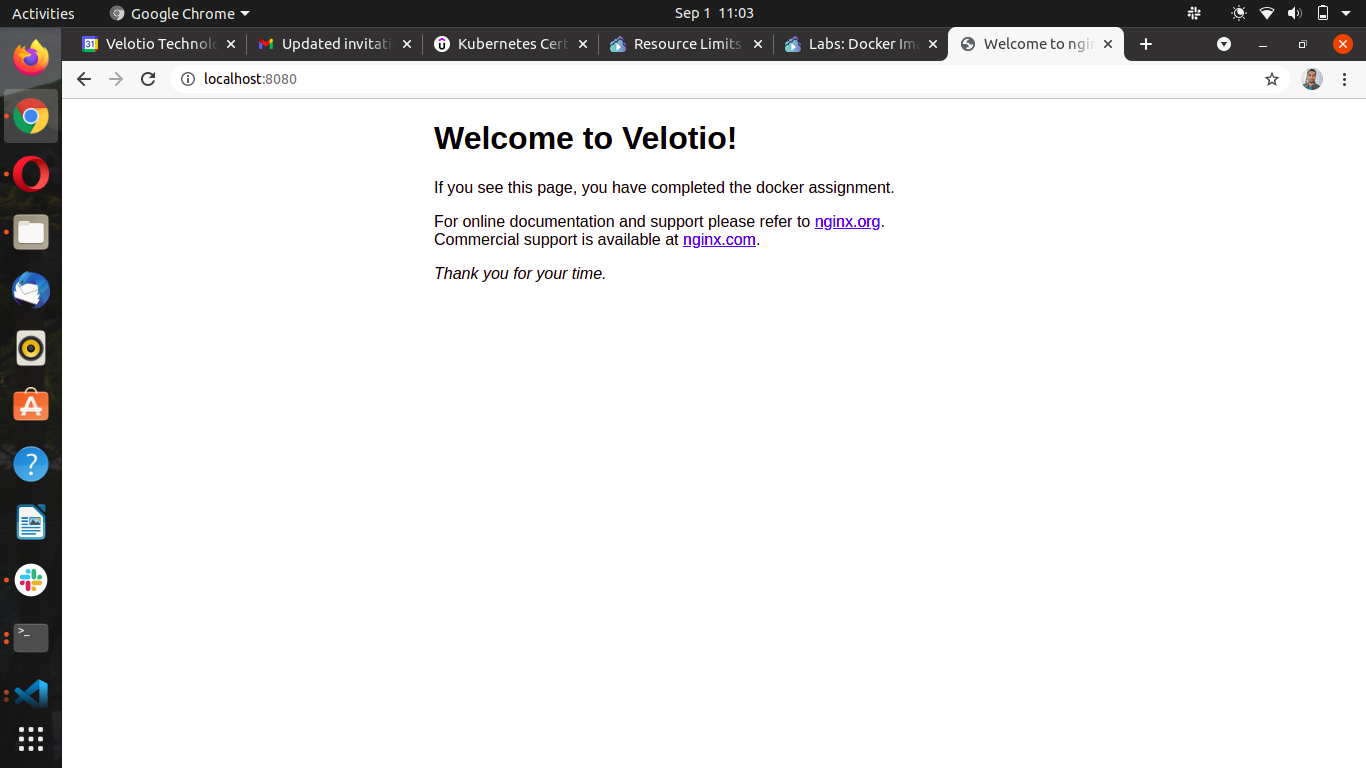 Activities
Google Chrome
Sep 1 11:03
31
Velotio Technolo
Updated invitati
Kubernetes Cert
Resource Limits
Labs: Docker Ima
Welcome to ngin
localhost:8080
Welcome to Velotio!
If you see this page, you have completed the docker assignment.
For online documentation and support please refer to nginx.org.
Commercial support is available at nginx.com.
Thank you for your time.